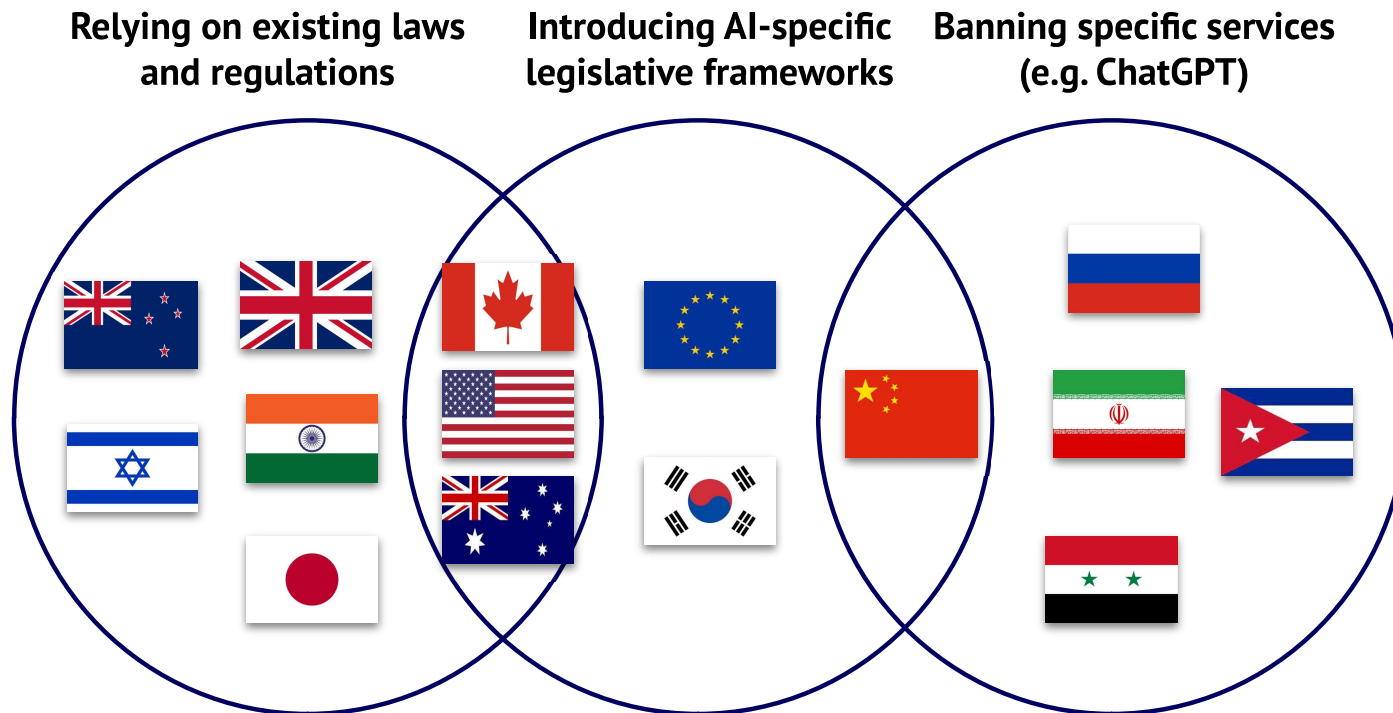 Relying on existing laws
and regulations
Introducing AI-specific
legislative frameworks
Banning specific services
(e.g. ChatGPT)